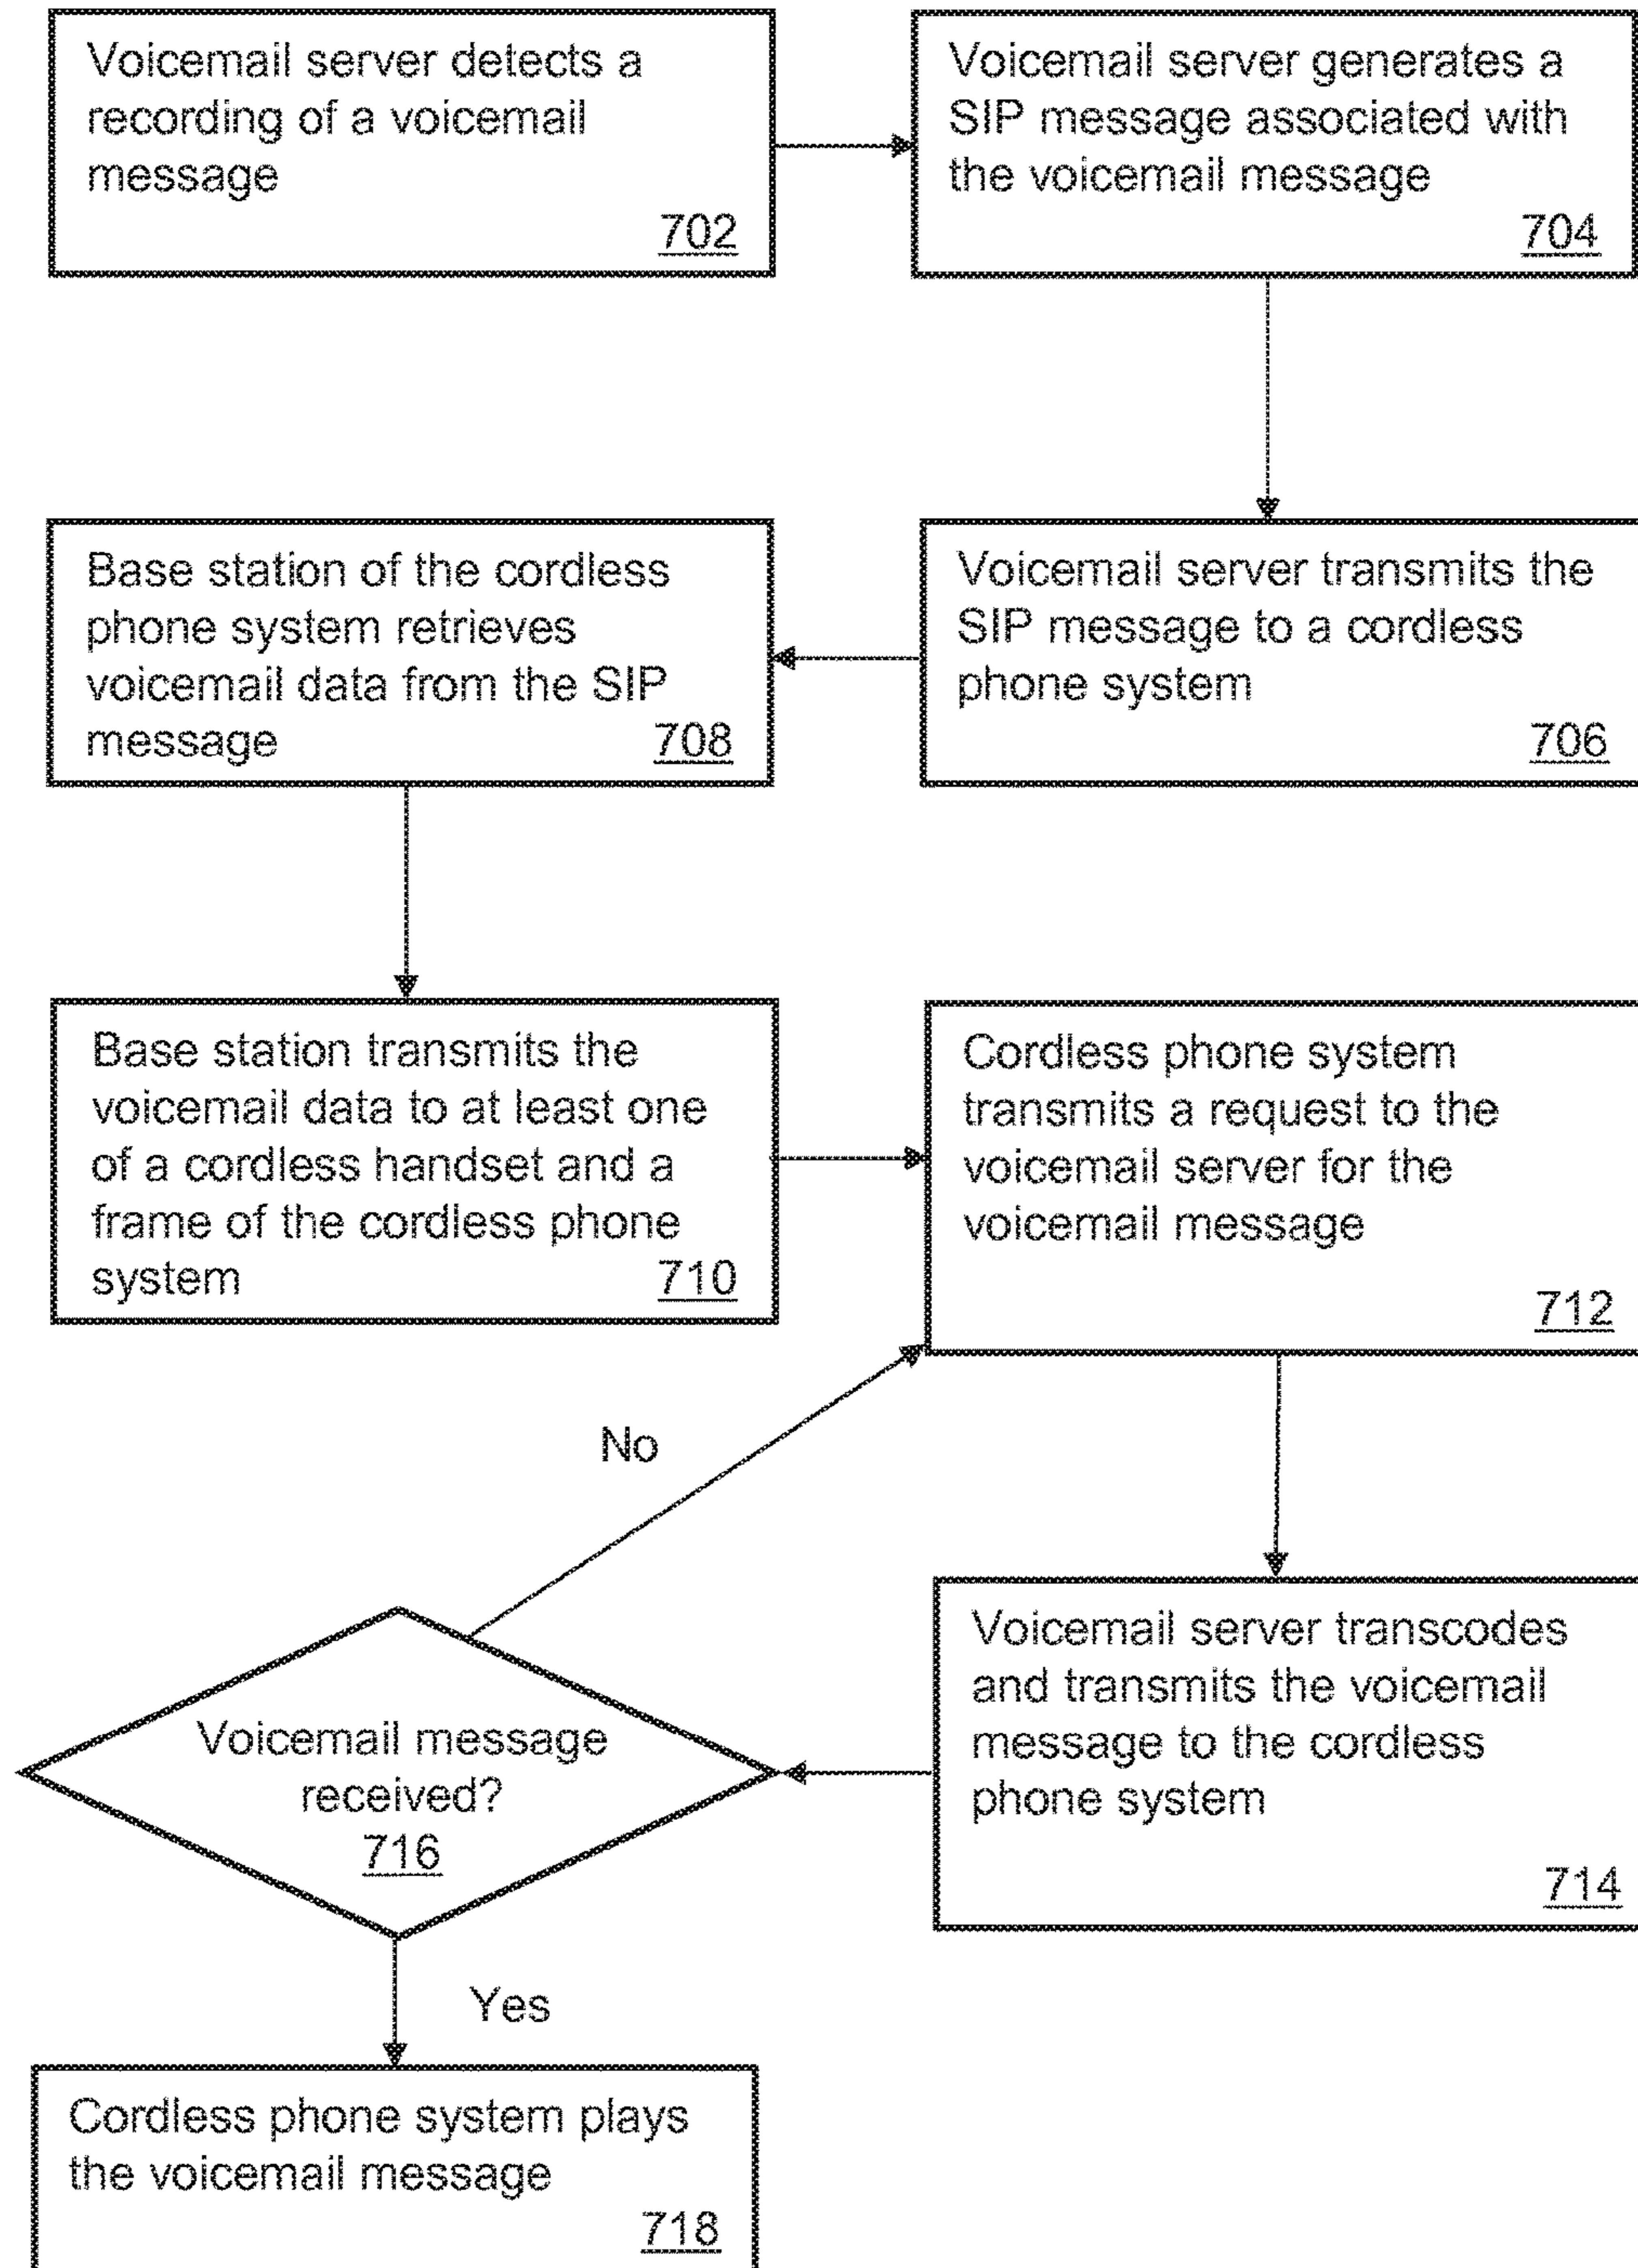 Voicemail server detects a
recording of a voicemail
message
702
Voicemail server generates a
SIP message associated with
the voicemail message
704
Voicemail server transmits the
SIP message to a cordless
phone system
706
Base station of the cordless
phone system retrieves
voicemail data from the SIP
message 708
Base station transmits the
voicemail data to at least one
of a cordless handset and a
frame of the cordless phone
system 710
Cordless phone system
transmits a request to the
voicemail server for the
voicemail message
712
No
Voicemail server transcodes
and transmits the voicemail
message to the cordless
phone system
714
Voicemail message
received?
716
Yes
Cordless phone system plays
the voicemail message
718